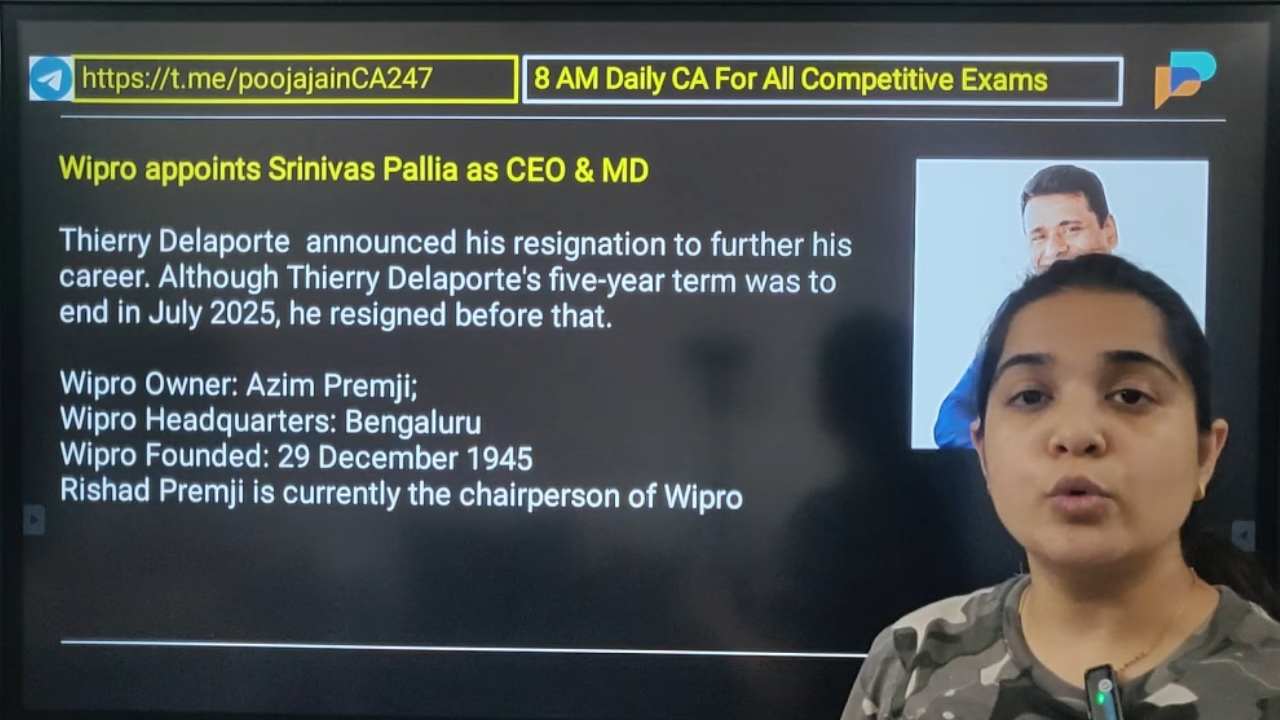 https://t.me/poojajainCA247
8 AM Daily CA For All Competitive Exams
Wipro appoints Srinivas Pallia as CEO & MD
Thierry Delaporte announced his resignation to further his
career. Although Thierry Delaporte's five-year term was to
end in July 2025, he resigned before that.
Wipro Owner: Azim Premji;
Wipro Headquarters: Bengaluru
Wipro Founded: 29 December 1945
Rishad Premji is currently the chairperson of Wipro